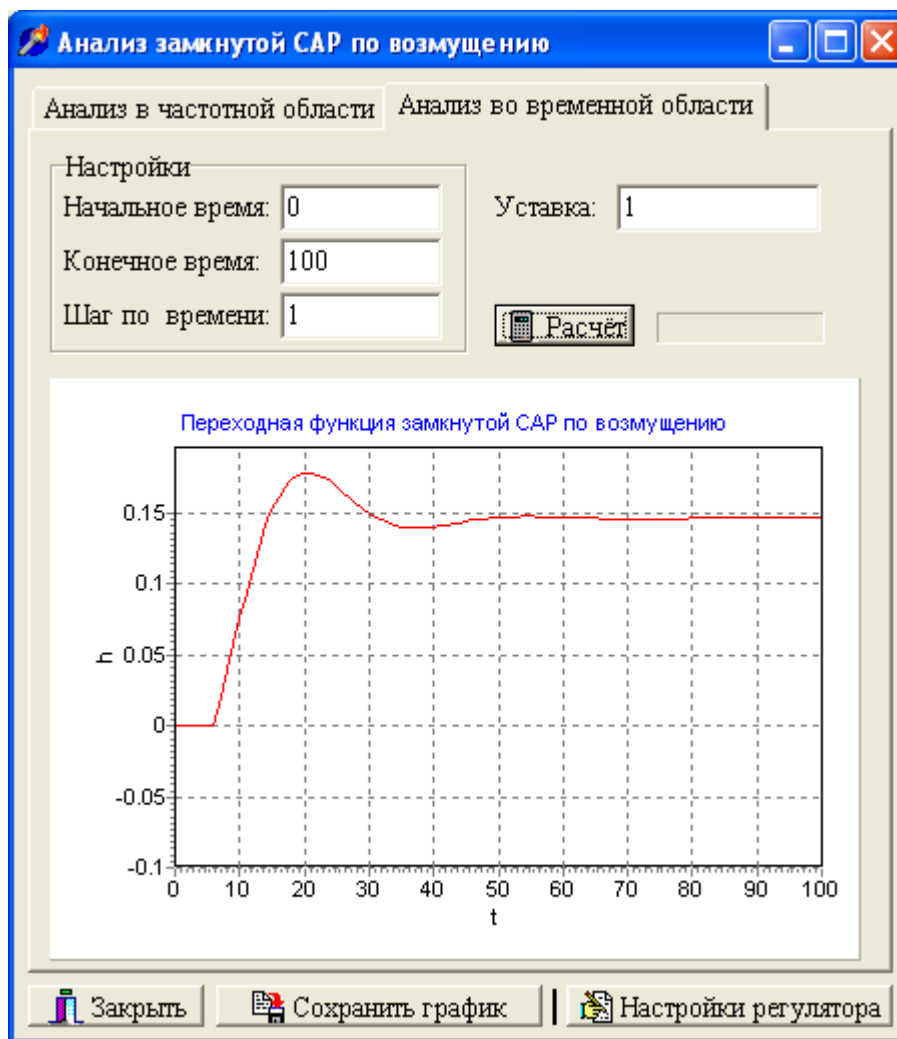 Анализ замкнутой САР по возмущению
Анализ в частотной области
Анализ во временной области
Настройки
Начальное время: 0
Уставка: 1
Конечное время: 100
Шаг по времени: 1
Расчёт
Переходная функция замкнутой САР по возмущению
0.15
0.1
h
0.05
0
-0.05
-0.1
0 10 20 30 40 50 60 70 80 90 100
t
Закрыть
Сохранить график
Настройки регулятора